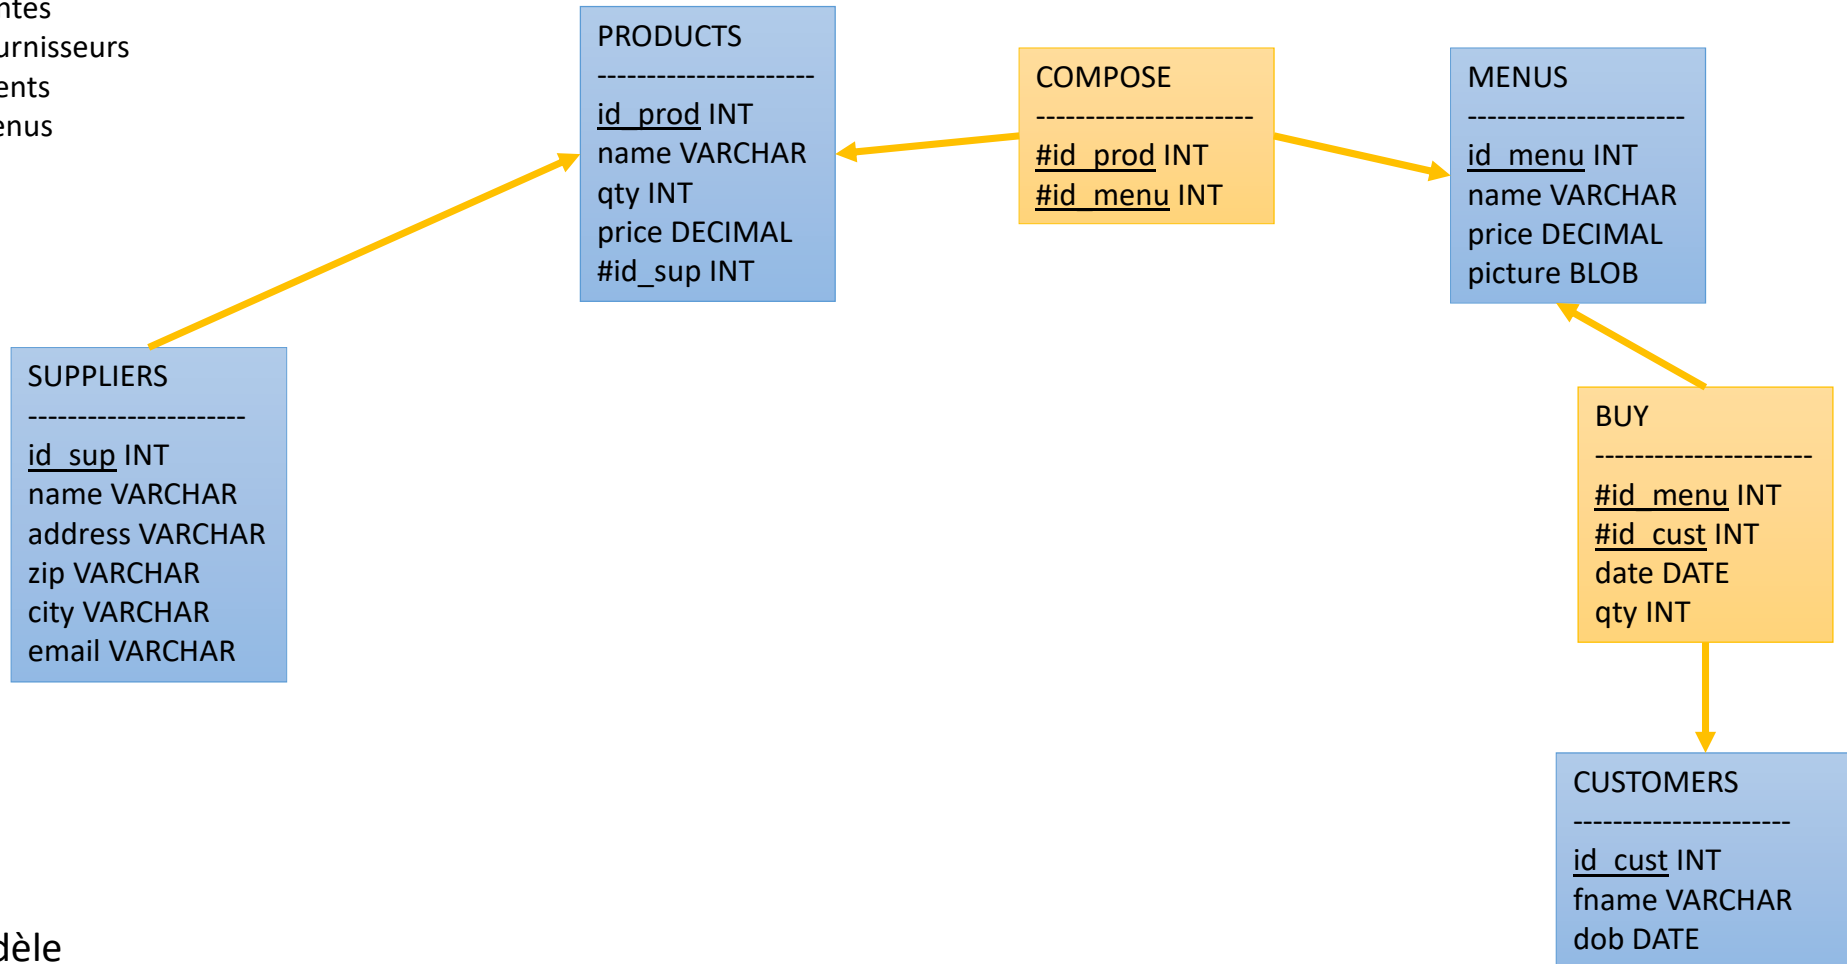 ntes
urnisseurs
ents
enus
PRODUCTS
----------------------
id_prod INT
name VARCHAR
qty INT
price DECIMAL
#id_sup INT
COMPOSE
----------------------
#id_prod INT
#id_menu INT
MENUS
----------------------
id_menu INT
name VARCHAR
price DECIMAL
picture BLOB
SUPPLIERS
----------------------
id_sup INT
name VARCHAR
address VARCHAR
zip VARCHAR
city VARCHAR
email VARCHAR
BUY
----------------------
#id_menu INT
#id_cust INT
date DATE
qty INT
CUSTOMERS
----------------------
id_cust INT
fname VARCHAR
dob DATE
dèle